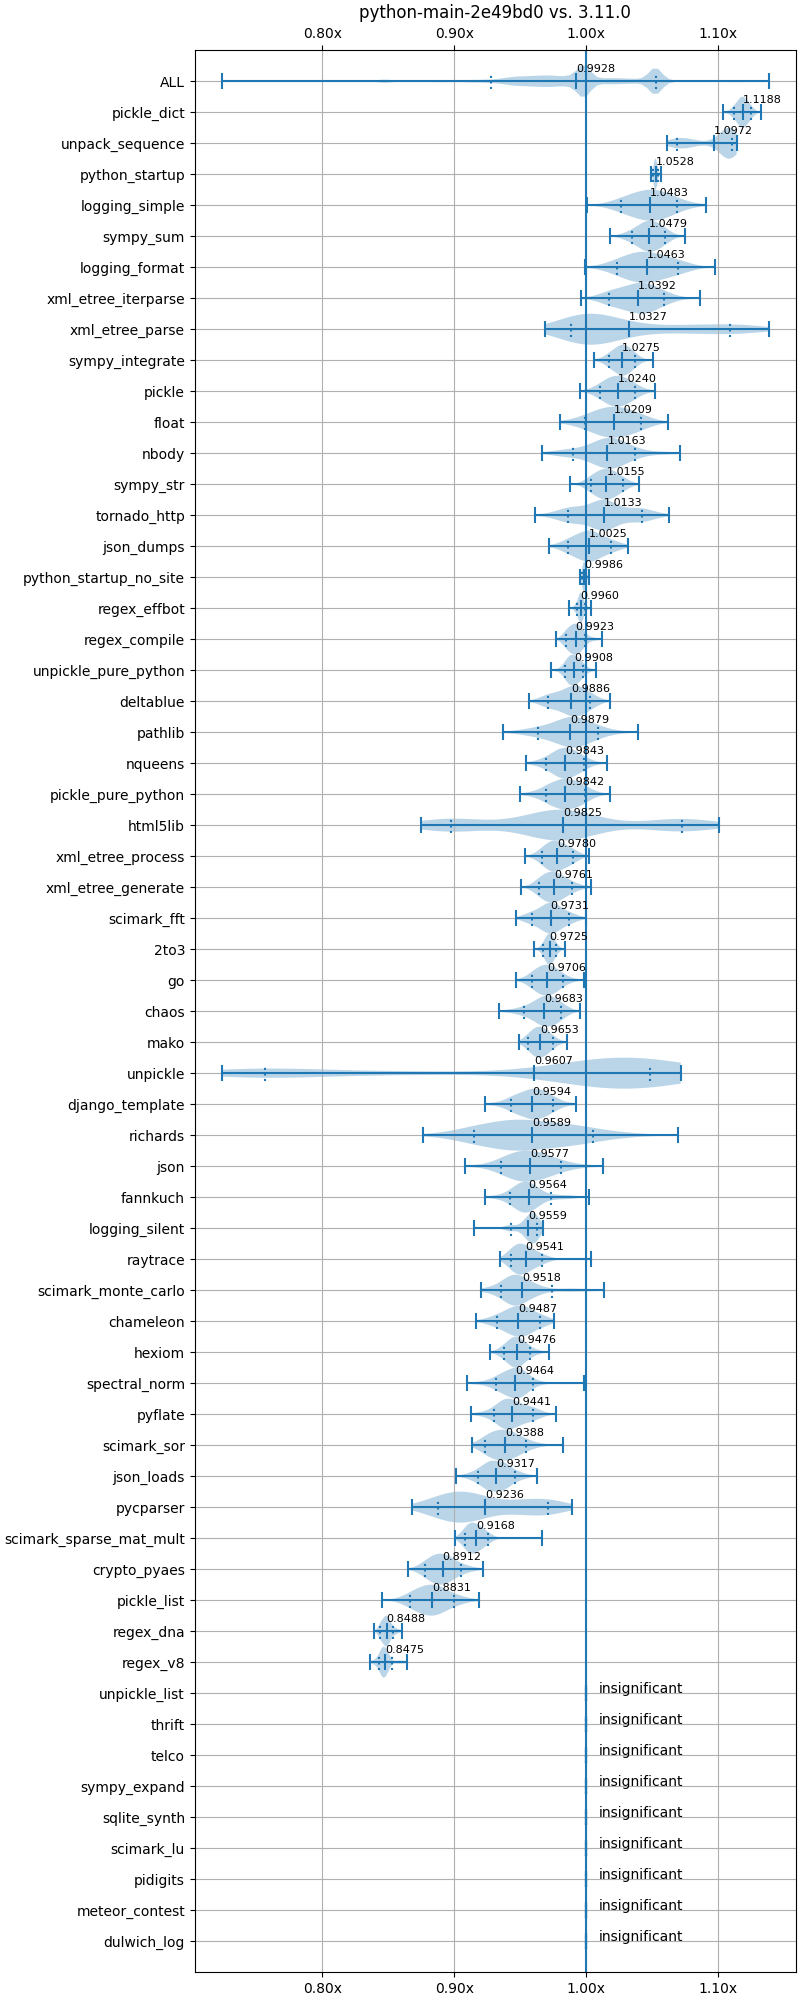 python-main-2e49bd0 vs. 3.11.0
0.80x 0.90x 1.00x 1.10x
ALL 0.9928
pickle_dict 1.1188
unpack_sequence 1.0972
python_startup 1.0528
logging_simple 1.0483
sympy_sum 1.0479
logging_format 1.0463
xml_etree_iterparse 1.0392
xml_etree_parse 1.0327
sympy_integrate 1.0275
pickle 1.0240
float 1.0209
nbody 1.0163
sympy_str 1.0155
tornado_http 1.0133
json_dumps 1.0025
python_startup_no_site 0.9986
regex_effbot 0.9960
regex_compile 0.9923
unpickle_pure_python 0.9908
deltablue 0.9886
pathlib 0.9879
nqueens 0.9843
pickle_pure_python 0.9842
html5lib 0.9825
xml_etree_process 0.9780
xml_etree_generate 0.9761
scimark_fft 0.9731
2to3 0.9725
go 0.9706
chaos 0.9683
mako 0.9653
unpickle 0.9607
django_template 0.9594
richards 0.9589
json 0.9577
fannkuch 0.9564
logging_silent 0.9559
raytrace 0.9541
scimark_monte_carlo 0.9518
chameleon 0.9487
hexiom 0.9476
spectral_norm 0.9464
pyflate 0.9441
scimark_sor 0.9388
json_loads 0.9317
pycparser 0.9236
scimark_sparse_mat_mult 0.9168
crypto_pyaes 0.8912
pickle_list 0.8831
regex_dna 0.8488
regex_v8 0.8475
unpickle_list insignificant
thrift insignificant
telco insignificant
sympy_expand insignificant
sqlite_synth insignificant
scimark_lu insignificant
pidigits insignificant
meteor_contest insignificant
dulwich_log insignificant
0.80x 0.90x 1.00x 1.10x